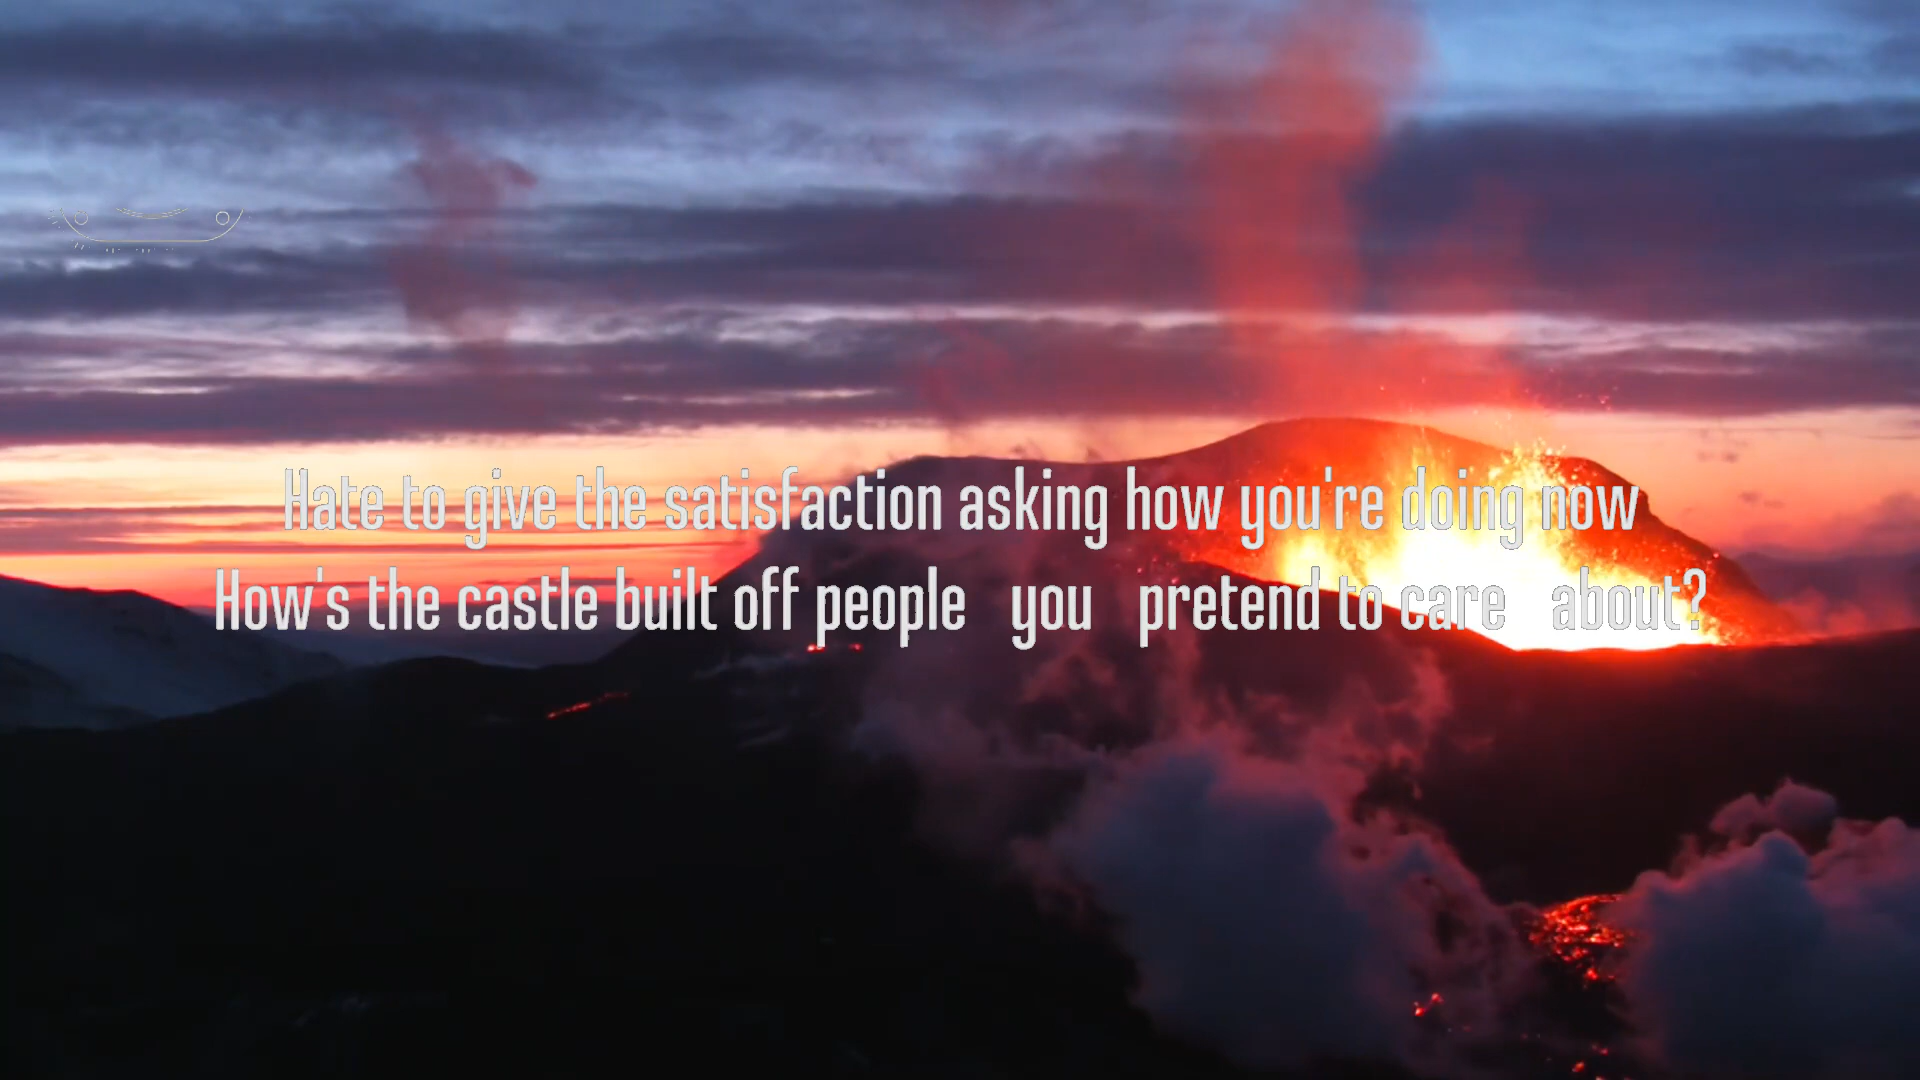 Hate to give the satisfaction asking how you're doing now
How's the castle built off people you pretend to care about?